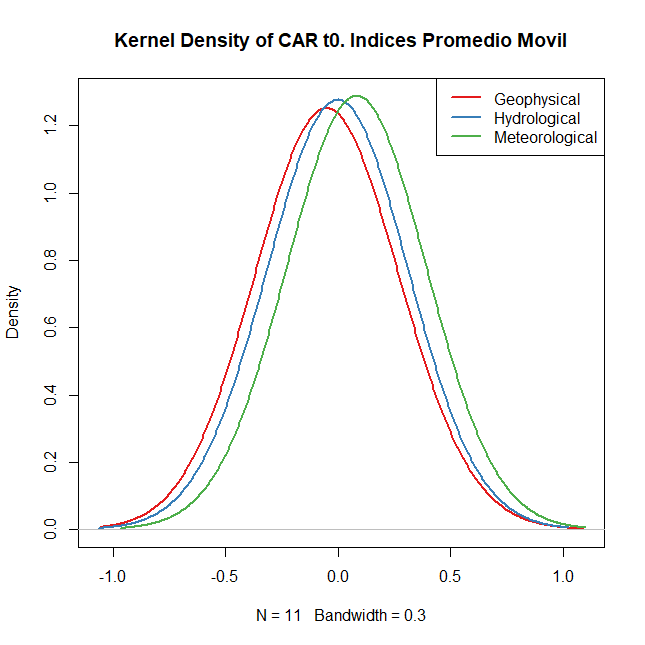 Kernel Density of CAR t0. Indices Promedio Movil
Geophysical
Hydrological
Meteorological
Density
1.2
1.0
0.8
0.6
0.4
0.2
0.0
-1.0 -0.5 0.0 0.5 1.0
N = 11 Bandwidth = 0.3